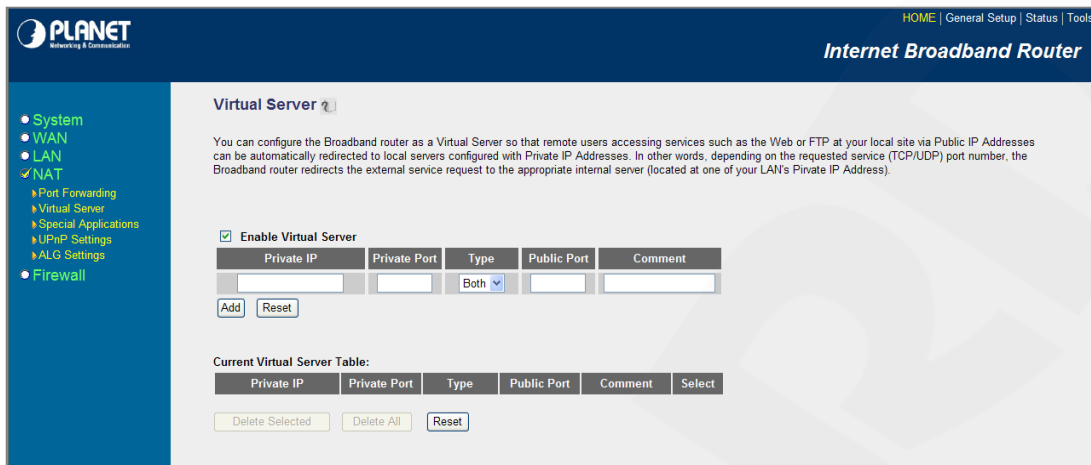 PLANET
Networking & Communication
HOME | General Setup | Status | Tools
Internet Broadband Router
System
WAN
LAN
NAT
Port Forwarding
Virtual Server
Special Applications
UPnP Settings
ALG Settings
Firewall
Virtual Server
You can configure the Broadband router as a Virtual Server so that remote users accessing services such as the Web or FTP at your local site via Public IP Addresses
can be automatically redirected to local servers configured with Private IP Addresses. In other words, depending on the requested service (TCP/UDP) port number, the
Broadband router redirects the external service request to the appropriate internal server (located at one of your LAN's Private IP Address).
Enable Virtual Server
Private IP Private Port Type Public Port Comment
Both
Add Reset
Current Virtual Server Table:
Private IP Private Port Type Public Port Comment Select
Delete Selected Delete All Reset